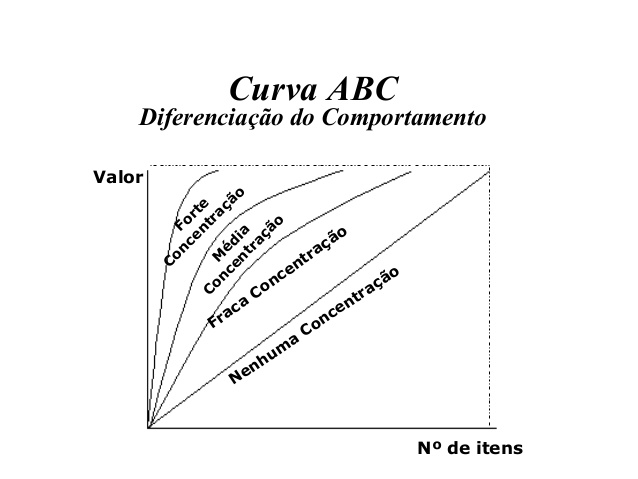 Curva ABC
Diferenciação do Comportamento
Valor
Forte
Concentração
Média
Concentração
Fraca Concentração
Nenhuma Concentração
Nº de itens